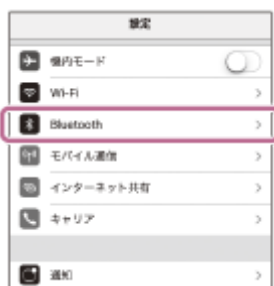 設定
機内モード
Wi-Fi
Bluetooth
モバイル通信
インターネット共有
キャリア
通知